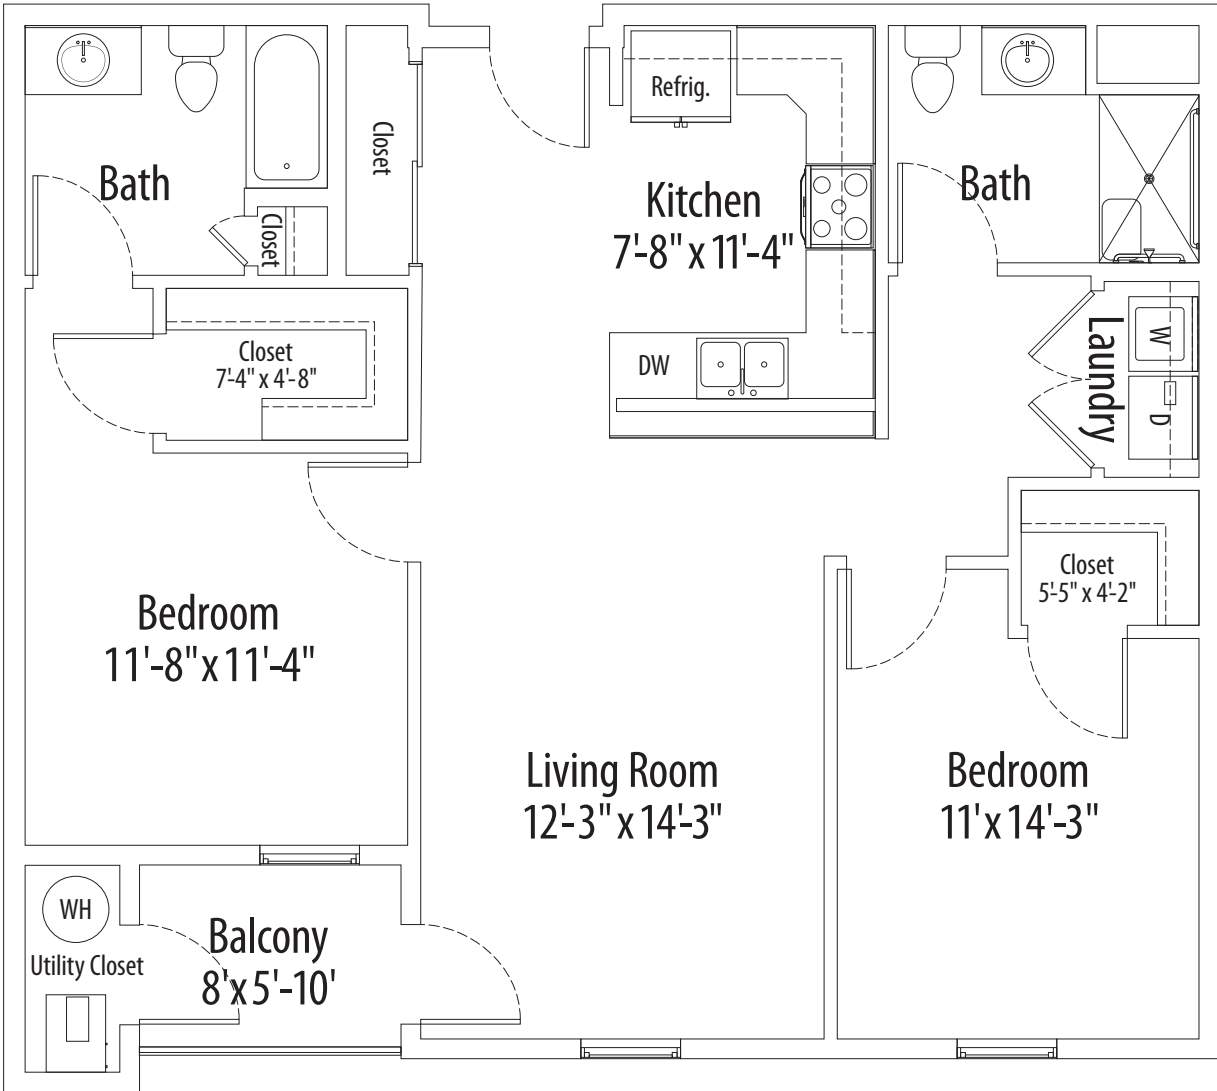 Refrig.
Closet
Bath
Kitchen
7'-8" x 11'-4"
Bath
Closet
Laundry
W
D
Closet
7'-4" x 4'-8"
DW
Closet
5'-5" x 4'-2"
Bedroom
11'-8" x 11'-4"
Living Room
12'-3" x 14'-3"
Bedroom
11' x 14'-3"
WH
Utility Closet
Balcony
8' x 5'-10'